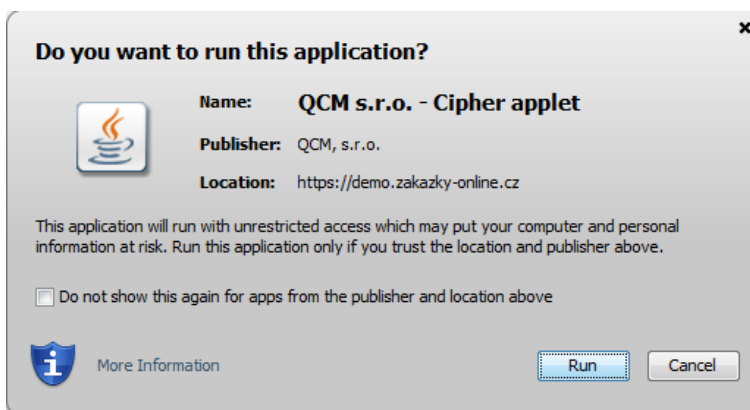 Do you want to run this application?
Name: QCM s.r.o. - Cipher applet
Publisher: QCM, s.r.o.
Location: https://demo.zakazky-online.cz
This application will run with unrestricted access which may put your computer and personal
information at risk. Run this application only if you trust the location and publisher above.
Do not show this again for apps from the publisher and location above
More Information
Run Cancel